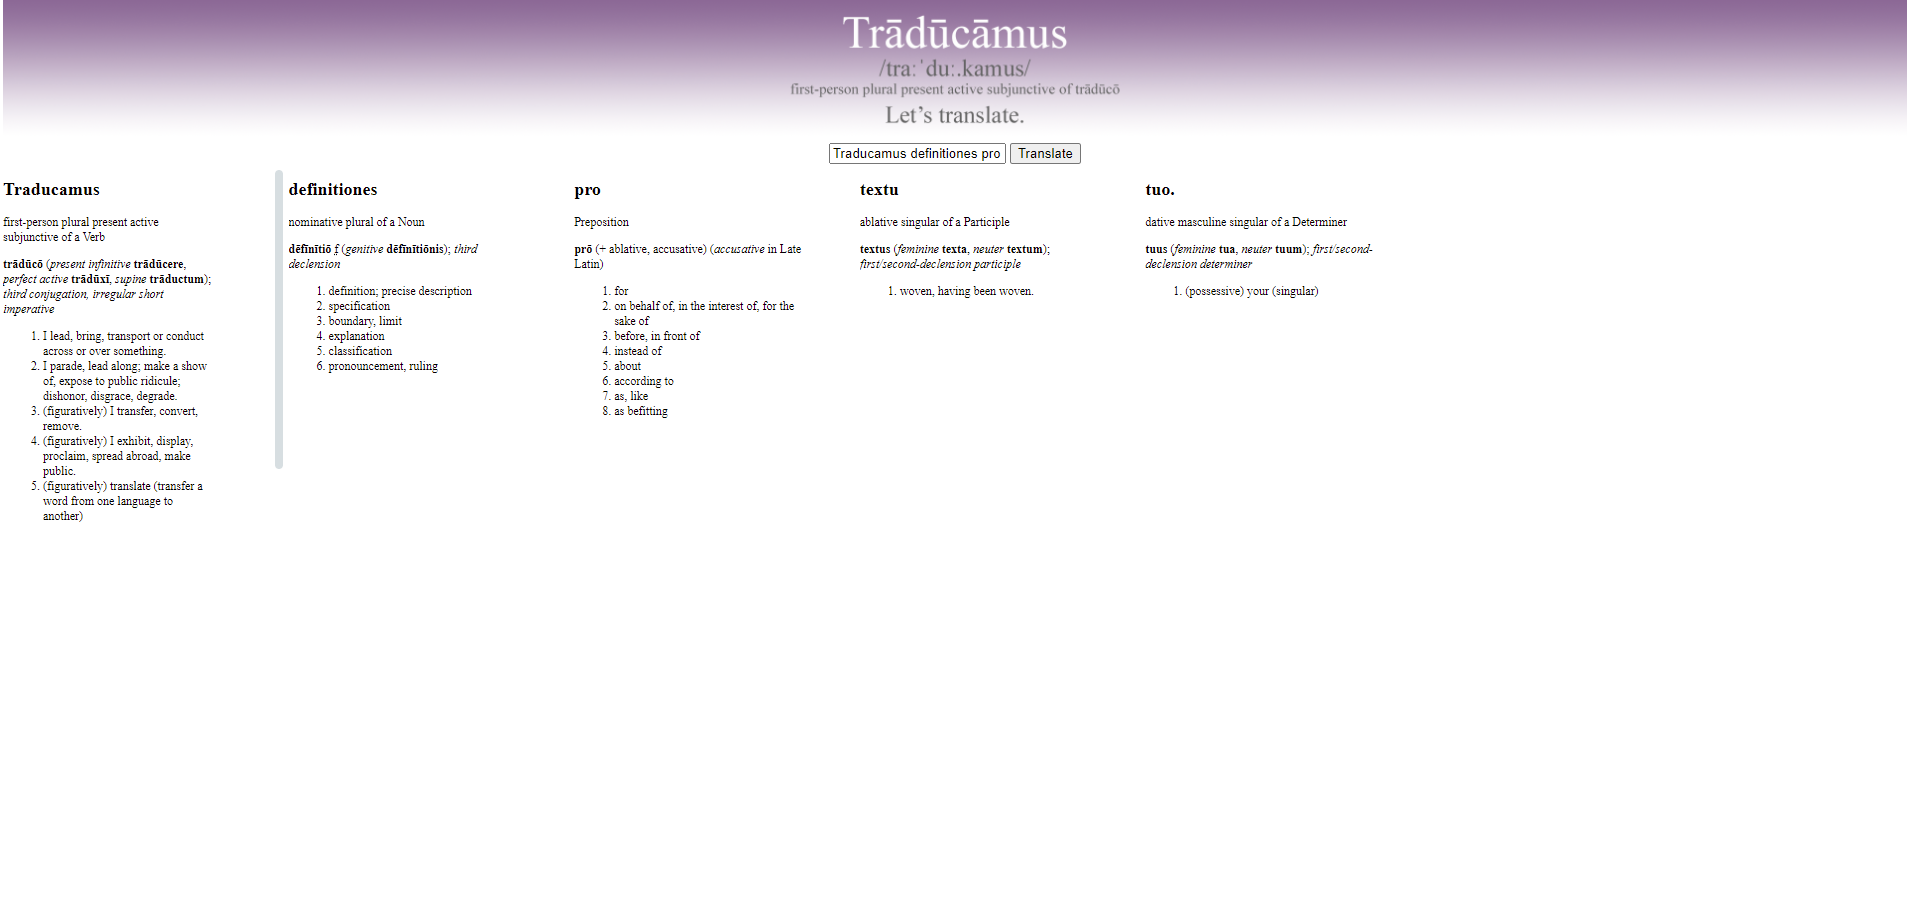 Trādūcāmus
/traːˈduː.kamus/
first-person plural present active subjunctive of trādūcō
Let’s translate.
Traducamus definitiones pro
Translate
Traducamus
first-person plural present active
subjunctive of a Verb
trādūcō (present infinitive trādūcere,
perfect active trādūxī, supine trāductum);
third conjugation, irregular short
imperative
1. I lead, bring, transport or conduct
across or over something.
2. I parade, lead along; make a show
of, expose to public ridicule;
dishonor, disgrace, degrade.
3. (figuratively) I transfer, convert,
remove.
4. (figuratively) I exhibit, display,
proclaim, spread abroad, make
public.
5. (figuratively) translate (transfer a
word from one language to
another)
definitiones
nominative plural of a Noun
dēfīnītiō f (genitive dēfīnītiōnis); third
declension
1. definition; precise description
2. specification
3. boundary, limit
4. explanation
5. classification
6. pronouncement, ruling
pro
Preposition
prō (+ ablative, accusative) (accusative in Late
Latin)
1. for
2. on behalf of, in the interest of, for the
sake of
3. before, in front of
4. instead of
5. about
6. according to
7. as, like
8. as befitting
textu
ablative singular of a Participle
textus (feminine texta, neuter textum);
first/second-declension participle
1. woven, having been woven.
tuo.
dative masculine singular of a Determiner
tuus (feminine tua, neuter tuum); first/second-
declension determiner
1. (possessive) your (singular)